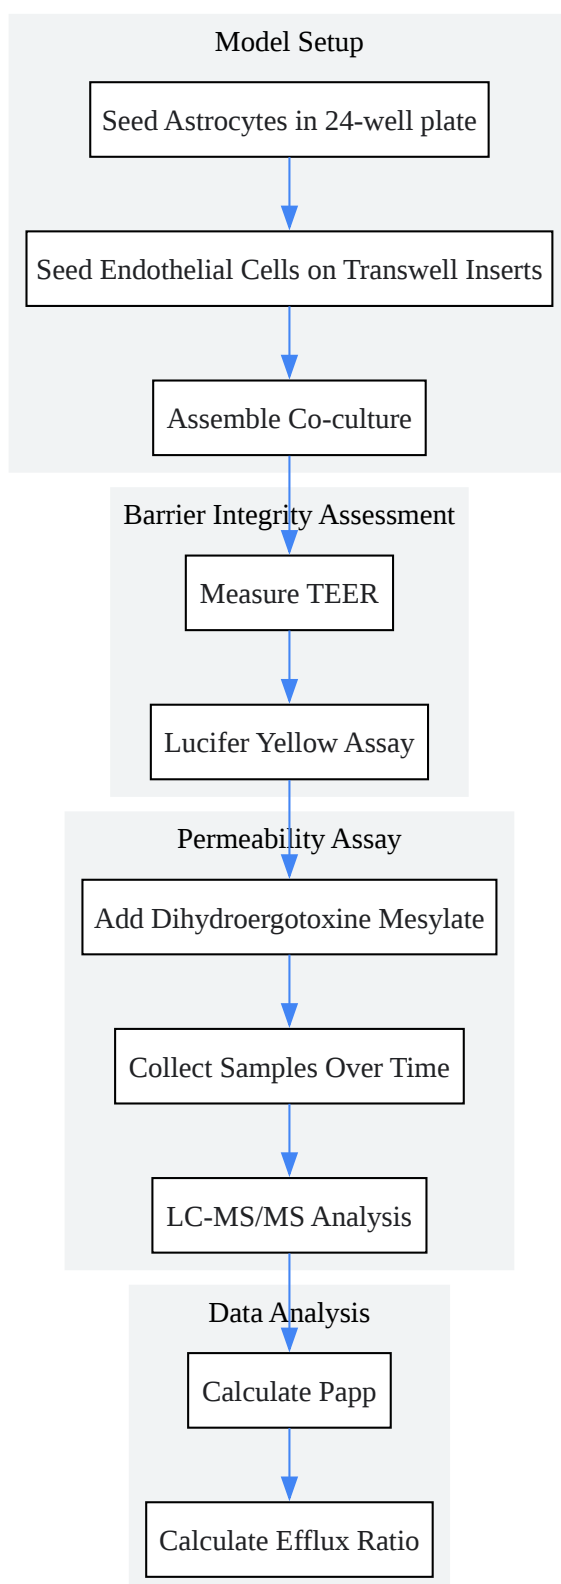 Model Setup
Seed Astrocytes in 24-well plate
Seed Endothelial Cells on Transwell Inserts
Assemble Co-culture
Barrier Integrity Assessment
Measure TEER
Lucifer Yellow Assay
Permeability Assay
Add Dihydroergotoxine Mesylate
Collect Samples Over Time
LC-MS/MS Analysis
Data Analysis
Calculate Papp
Calculate Efflux Ratio